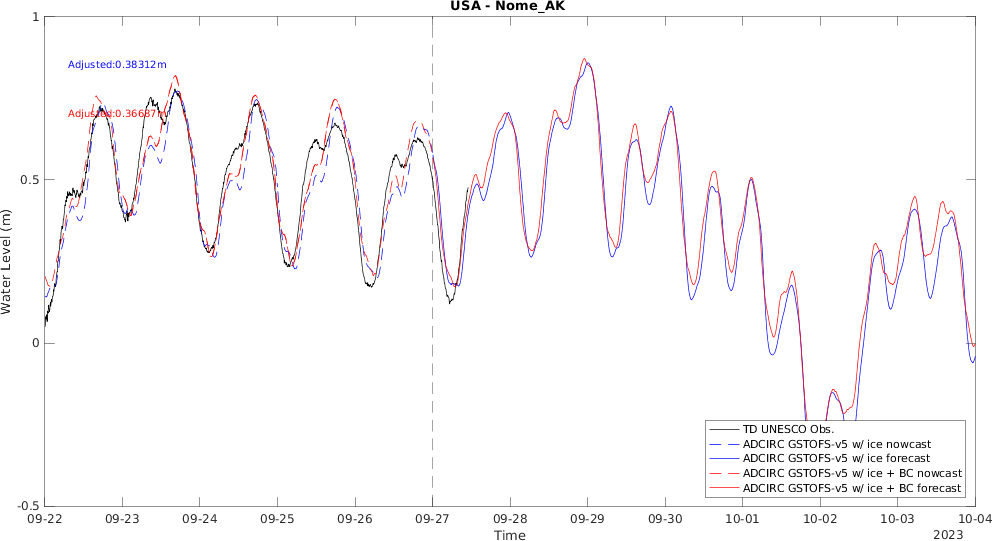 USA - Nome_AK
1
Adjusted:0.38312m
Adjusted:0.36687m
0.5
Water Level (m)
0
TD UNESCO Obs.
ADCIRC GSTOFS-v5 w/ ice nowcast
ADCIRC GSTOFS-v5 w/ ice forecast
ADCIRC GSTOFS-v5 w/ ice + BC nowcast
ADCIRC GSTOFS-v5 w/ ice + BC forecast
-0.5
09-22 09-23 09-24 09-25 09-26 09-27 09-28 09-29 09-30 10-01 10-02 10-03 10-04
Time
2023